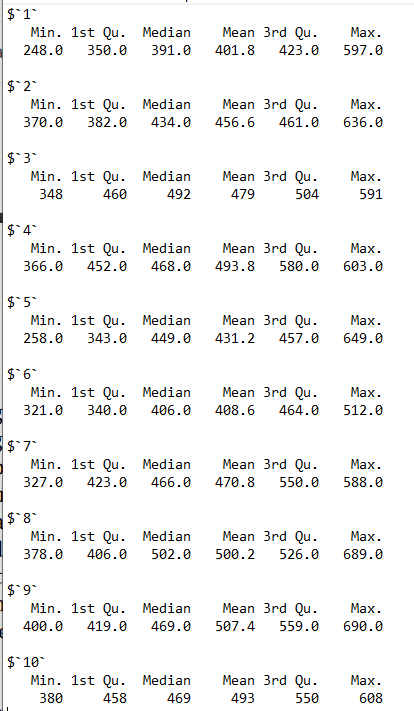 $`1`
Min. 1st Qu. Median Mean 3rd Qu. Max.
248.0 350.0 391.0 401.8 423.0 597.0
$`2`
Min. 1st Qu. Median Mean 3rd Qu. Max.
370.0 382.0 434.0 456.6 461.0 636.0
$`3`
Min. 1st Qu. Median Mean 3rd Qu. Max.
348 460 492 479 504 591
$`4`
Min. 1st Qu. Median Mean 3rd Qu. Max.
366.0 452.0 468.0 493.8 580.0 603.0
$`5`
Min. 1st Qu. Median Mean 3rd Qu. Max.
258.0 343.0 449.0 431.2 457.0 649.0
$`6`
Min. 1st Qu. Median Mean 3rd Qu. Max.
321.0 340.0 406.0 408.6 464.0 512.0
$`7`
Min. 1st Qu. Median Mean 3rd Qu. Max.
327.0 423.0 466.0 470.8 550.0 588.0
$`8`
Min. 1st Qu. Median Mean 3rd Qu. Max.
378.0 406.0 502.0 500.2 526.0 689.0
$`9`
Min. 1st Qu. Median Mean 3rd Qu. Max.
400.0 419.0 469.0 507.4 559.0 690.0
$`10`
Min. 1st Qu. Median Mean 3rd Qu. Max.
380 458 469 493 550 608